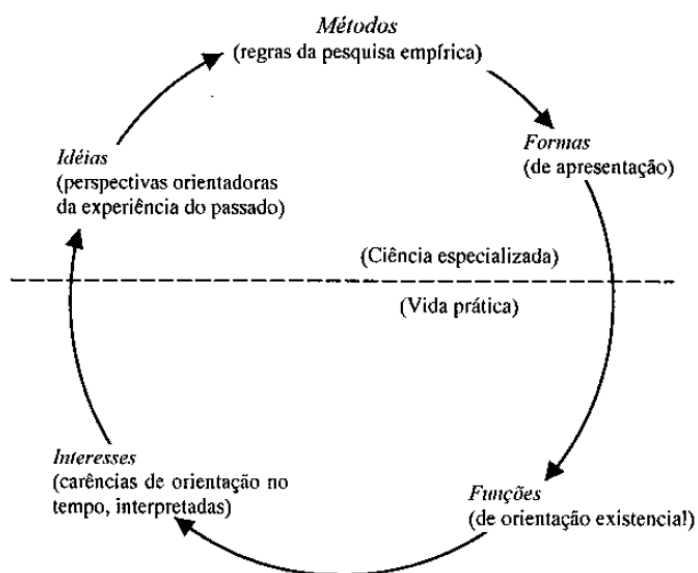 Métodos
(regras da pesquisa empírica)
Idéias
(perspectivas orientadoras
da experiência do passado)
Formas
(de apresentação)
(Ciência especializada)
(Vida prática)
Interesses
(carências de orientação no
tempo, interpretadas)
Funções
(de orientação existencial)